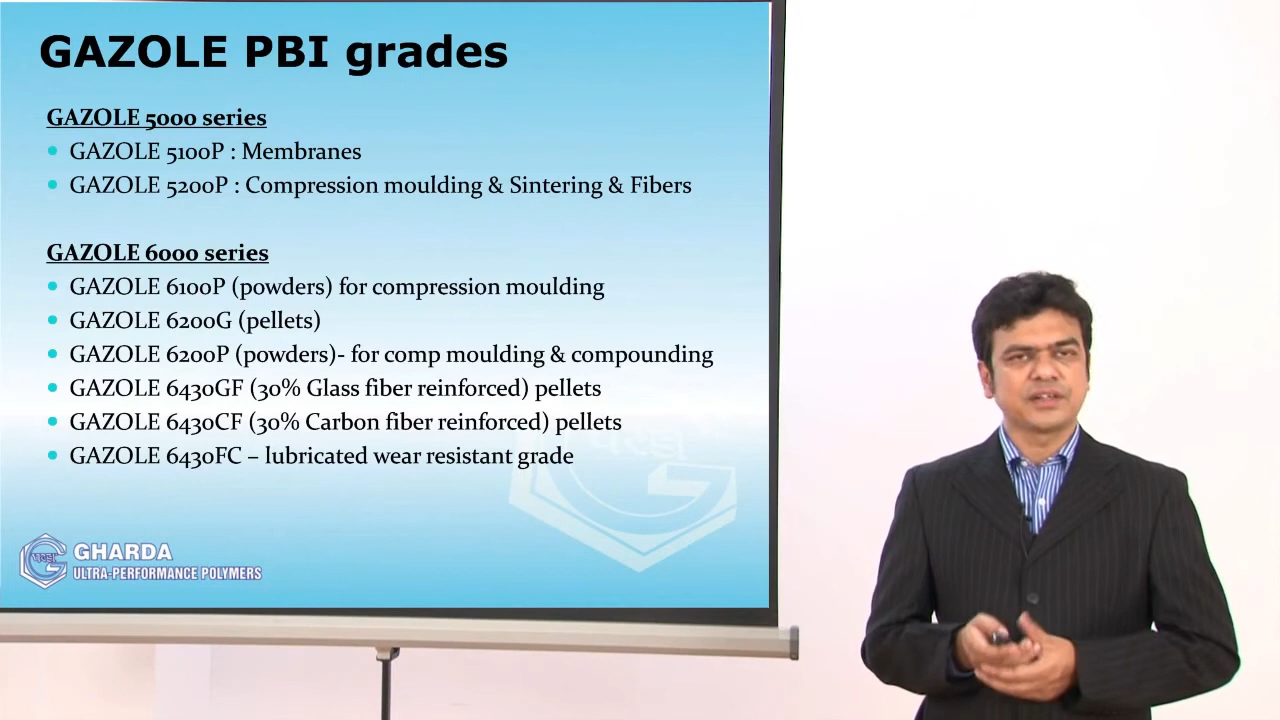 GAZOLE PBI grades
GAZOLE 5000 series
GAZOLE 5100P : Membranes
GAZOLE 5200P : Compression moulding & Sintering & Fibers
GAZOLE 6000 series
GAZOLE 6100P (powders) for compression moulding
GAZOLE 6200G (pellets)
GAZOLE 6200P (powders)- for comp moulding & compounding
GAZOLE 6430GF (30% Glass fiber reinforced) pellets
GAZOLE 6430CF (30% Carbon fiber reinforced) pellets
GAZOLE 6430FC – lubricated wear resistant grade
GHARDA
ULTRA-PERFORMANCE POLYMERS